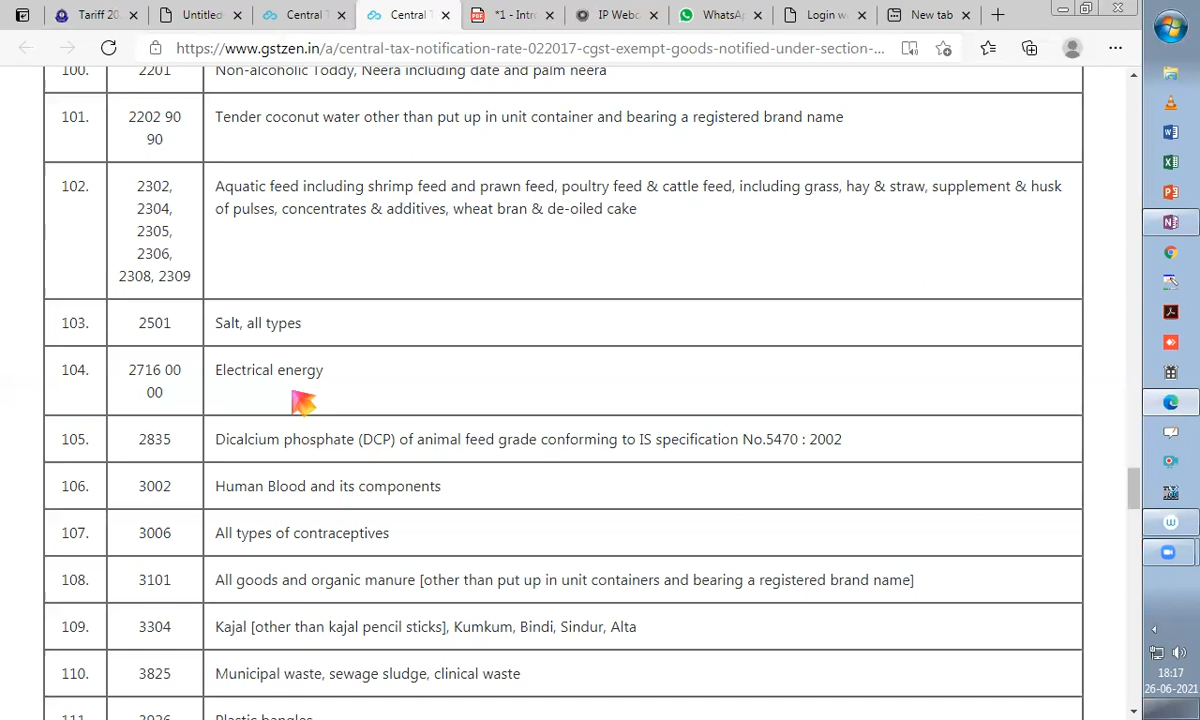 Tariff 20
Untitled
Central T
Central T
*1 - Intr
IP Webc
WhatsA
Login w
New tab
https://www.gstzen.in/a/central-tax-notification-rate-022017-cgst-exempt-goods-notified-under-section-...
100. 2201 Non-alcoholic Toddy, Neera including date and palm neera
101. 2202 90 Tender coconut water other than put up in unit container and bearing a registered brand name
90
102. 2302, Aquatic feed including shrimp feed and prawn feed, poultry feed & cattle feed, including grass, hay & straw, supplement & husk
2304, of pulses, concentrates & additives, wheat bran & de-oiled cake
2305,
2306,
2308, 2309
103. 2501 Salt, all types
104. 2716 00 Electrical energy
00
105. 2835 Dicalcium phosphate (DCP) of animal feed grade conforming to IS specification No.5470 : 2002
106. 3002 Human Blood and its components
107. 3006 All types of contraceptives
108. 3101 All goods and organic manure [other than put up in unit containers and bearing a registered brand name]
109. 3304 Kajal [other than kajal pencil sticks], Kumkum, Bindi, Sindur, Alta
110. 3825 Municipal waste, sewage sludge, clinical waste
111. 3926 Plastic bangles
18:17
26-06-2021